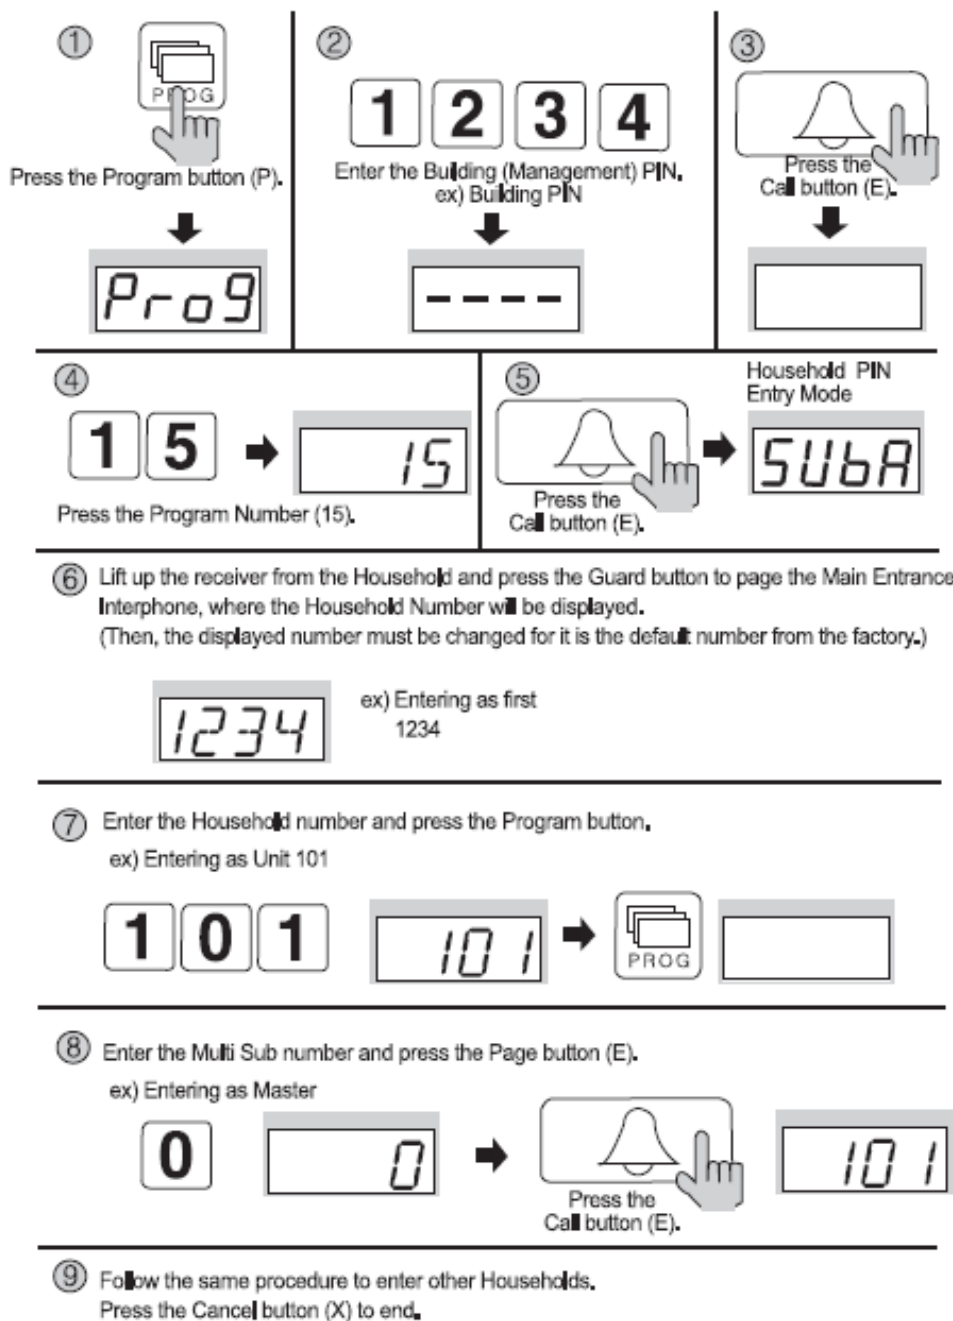 ①
PROG
Press the Program button (P).
Prog
②
1 2 3 4
Enter the Building (Management) PIN.
ex) Building PIN
----
③
Press the
Call button (E).
④
1 5
15
Press the Program Number (15).
⑤
Press the
Call button (E).
Household PIN
Entry Mode
SUbA
⑥ Lift up the receiver from the Household and press the Guard button to page the Main Entrance
Interphone, where the Household Number will be displayed.
(Then, the displayed number must be changed for it is the default number from the factory.)
1234
ex) Entering as first
1234
⑦ Enter the Household number and press the Program button.
ex) Entering as Unit 101
1 0 1
101
PROG
⑧ Enter the Multi Sub number and press the Page button (E).
ex) Entering as Master
0
0
Press the
Call button (E).
101
⑨ Follow the same procedure to enter other Households.
Press the Cancel button (X) to end.